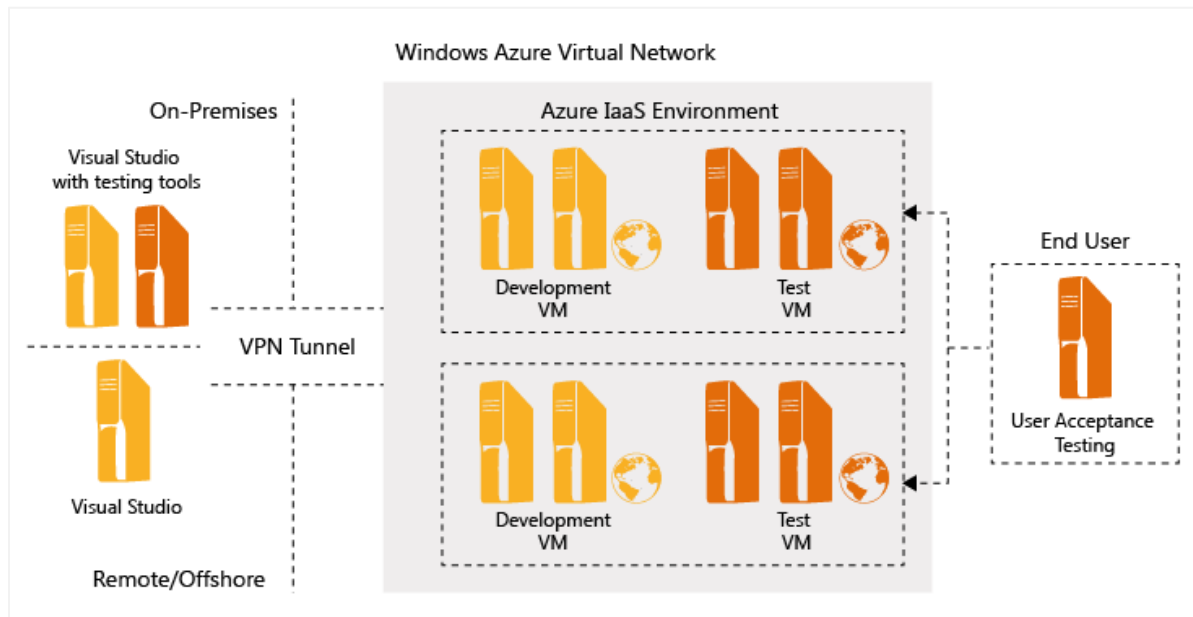 Windows Azure Virtual Network
On-Premises
Azure IaaS Environment
Visual Studio
with testing tools
Development
VM
Test
VM
End User
VPN Tunnel
User Acceptance
Testing
Visual Studio
Development
VM
Test
VM
Remote/Offshore